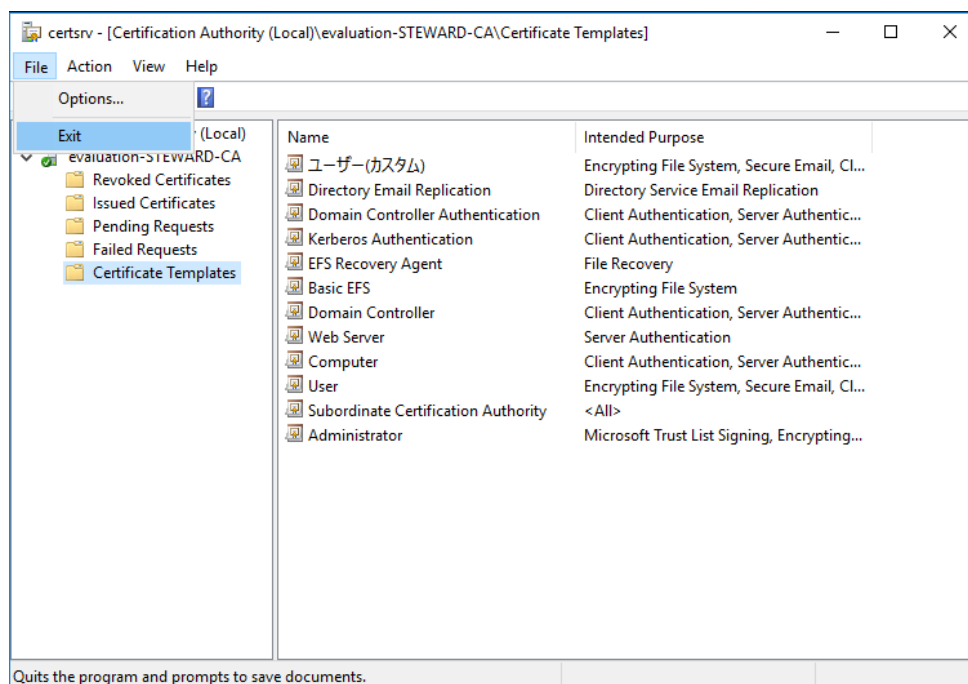 certsrv - [Certification Authority (Local)\evaluation-STEWARD-CA\Certificate Templates]
File Action View Help
Options...
Exit
(Local)
evaluation-STEWARD-CA
Revoked Certificates
Issued Certificates
Pending Requests
Failed Requests
Certificate Templates
Name Intended Purpose
ユーザー(カスタム) Encrypting File System, Secure Email, Cl...
Directory Email Replication Directory Service Email Replication
Domain Controller Authentication Client Authentication, Server Authentic...
Kerberos Authentication Client Authentication, Server Authentic...
EFS Recovery Agent File Recovery
Basic EFS Encrypting File System
Domain Controller Client Authentication, Server Authentic...
Web Server Server Authentication
Computer Client Authentication, Server Authentic...
User Encrypting File System, Secure Email, Cl...
Subordinate Certification Authority <All>
Administrator Microsoft Trust List Signing, Encrypting...
Quits the program and prompts to save documents.